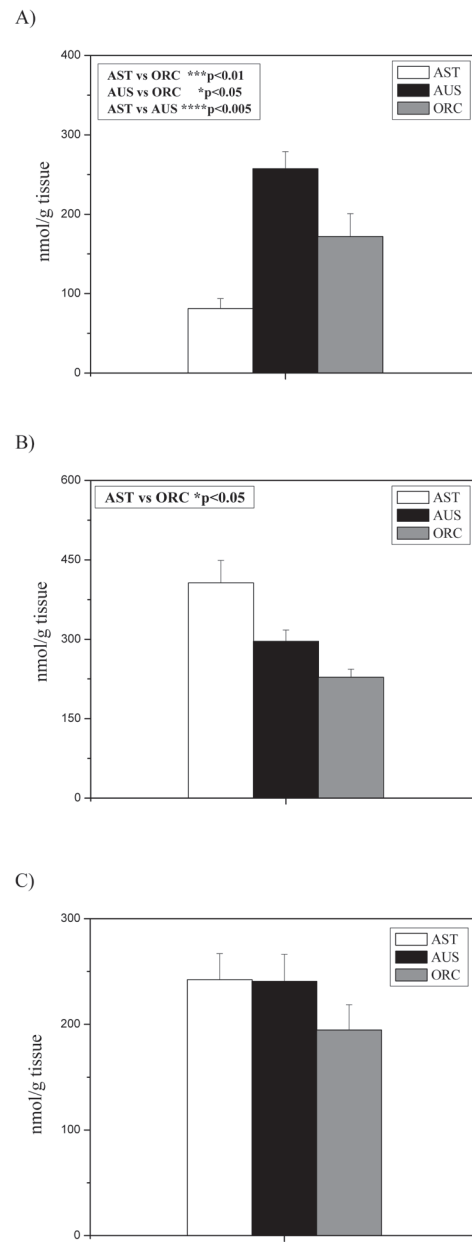 A)
400
300
200
100
0
nmol/g tissue
AST vs ORC ***p<0.01
AUS vs ORC *p<0.05
AST vs AUS ****p<0.005
AST
AUS
ORC
B)
600
450
300
150
0
nmol/g tissue
AST vs ORC *p<0.05
AST
AUS
ORC
C)
300
200
100
0
nmol/g tissue
AST
AUS
ORC